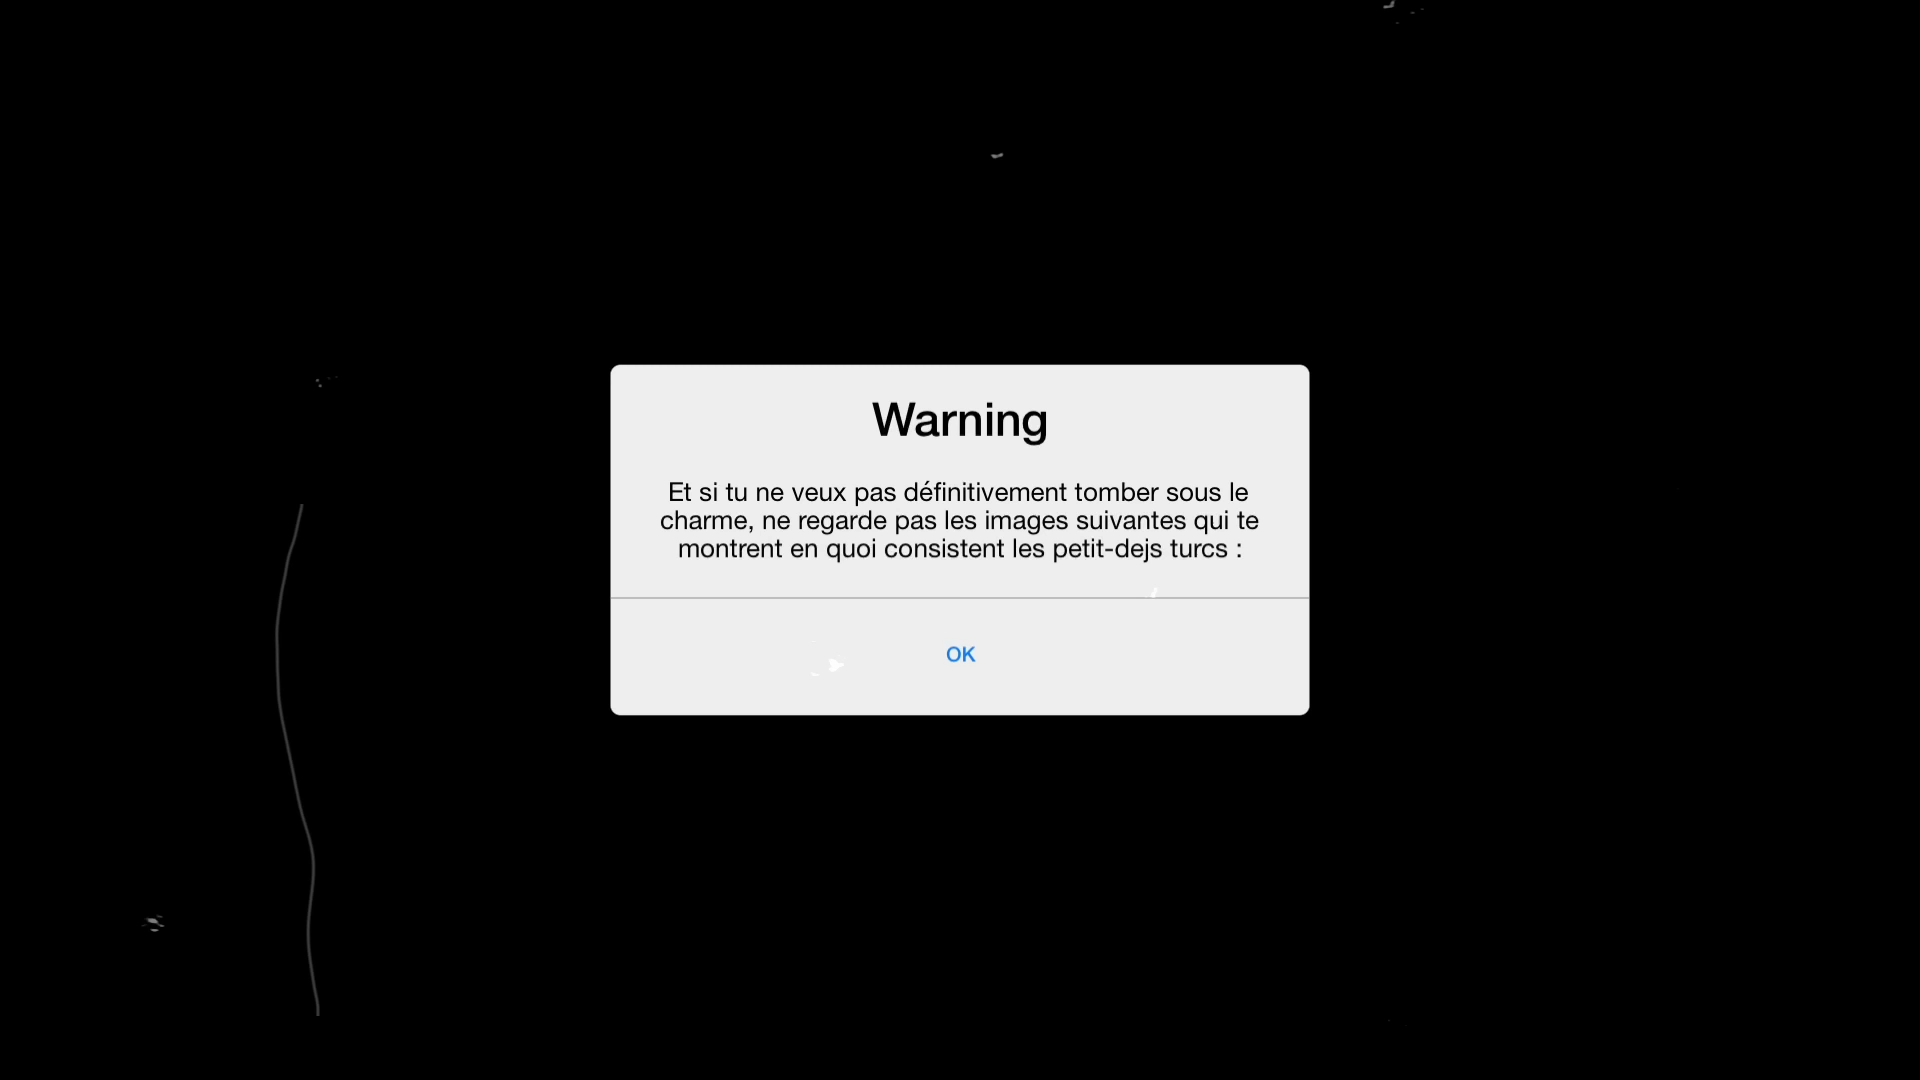 Warning
Et si tu ne veux pas définitivement tomber sous le
charme, ne regarde pas les images suivantes qui te
montrent en quoi consistent les petit-dejs turcs :
OK